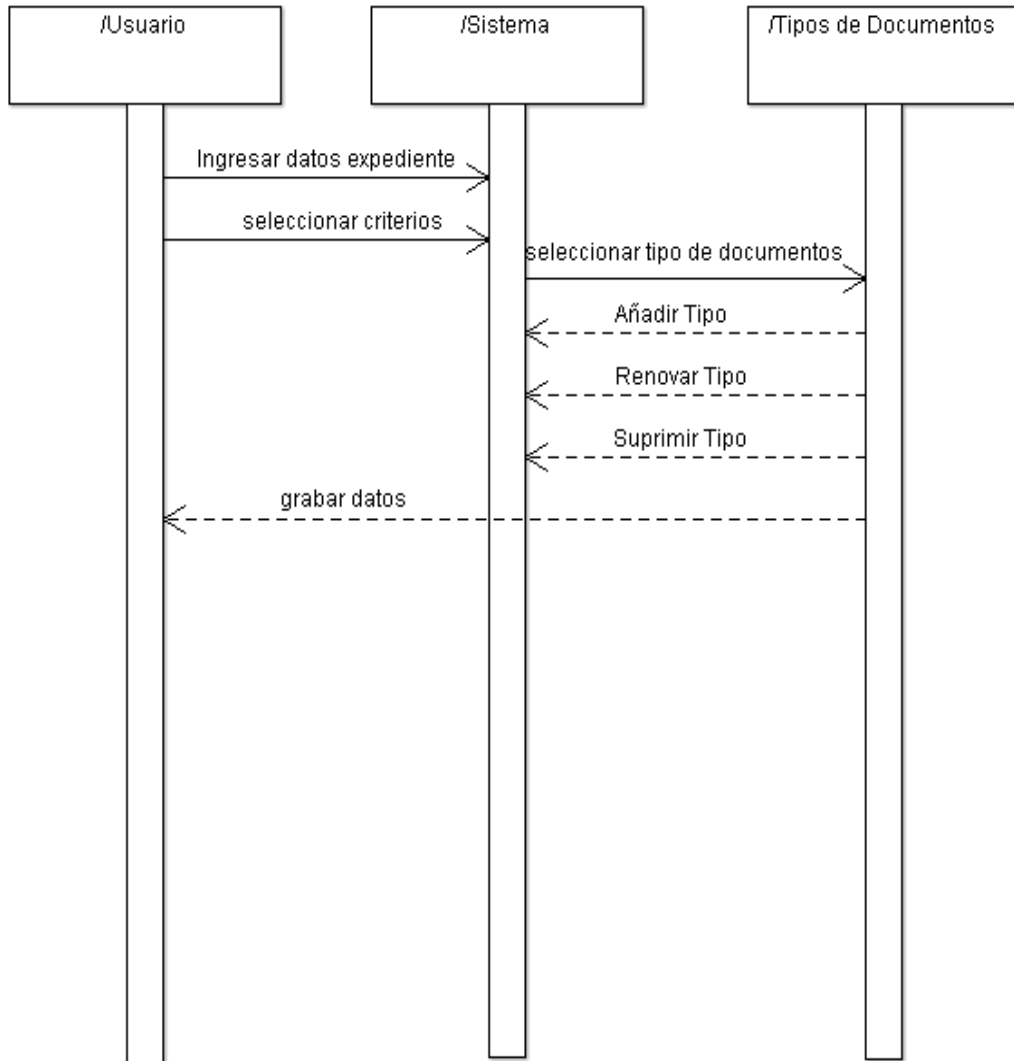 /Usuario
/Sistema
/Tipos de Documentos
Ingresar datos expediente
seleccionar criterios
seleccionar tipo de documentos
Añadir Tipo
Renovar Tipo
Suprimir Tipo
grabar datos